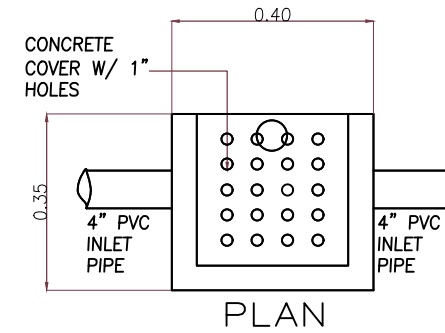 0.40
CONCRETE
COVER W/ 1"
HOLES
0.35
4" PVC
INLET
PIPE
4" PVC
INLET
PIPE
PLAN